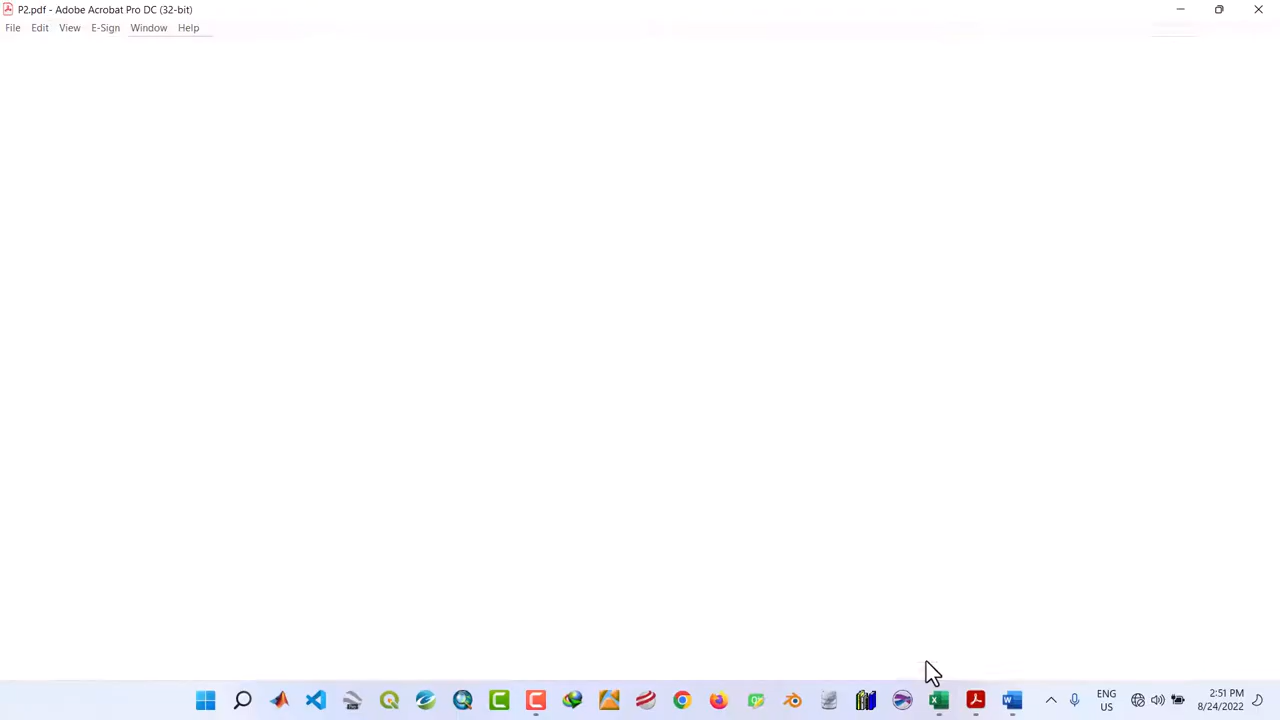 P2.pdf - Adobe Acrobat Pro DC (32-bit)
File Edit View E-Sign Window Help
ENG
US
2:51 PM
8/24/2022